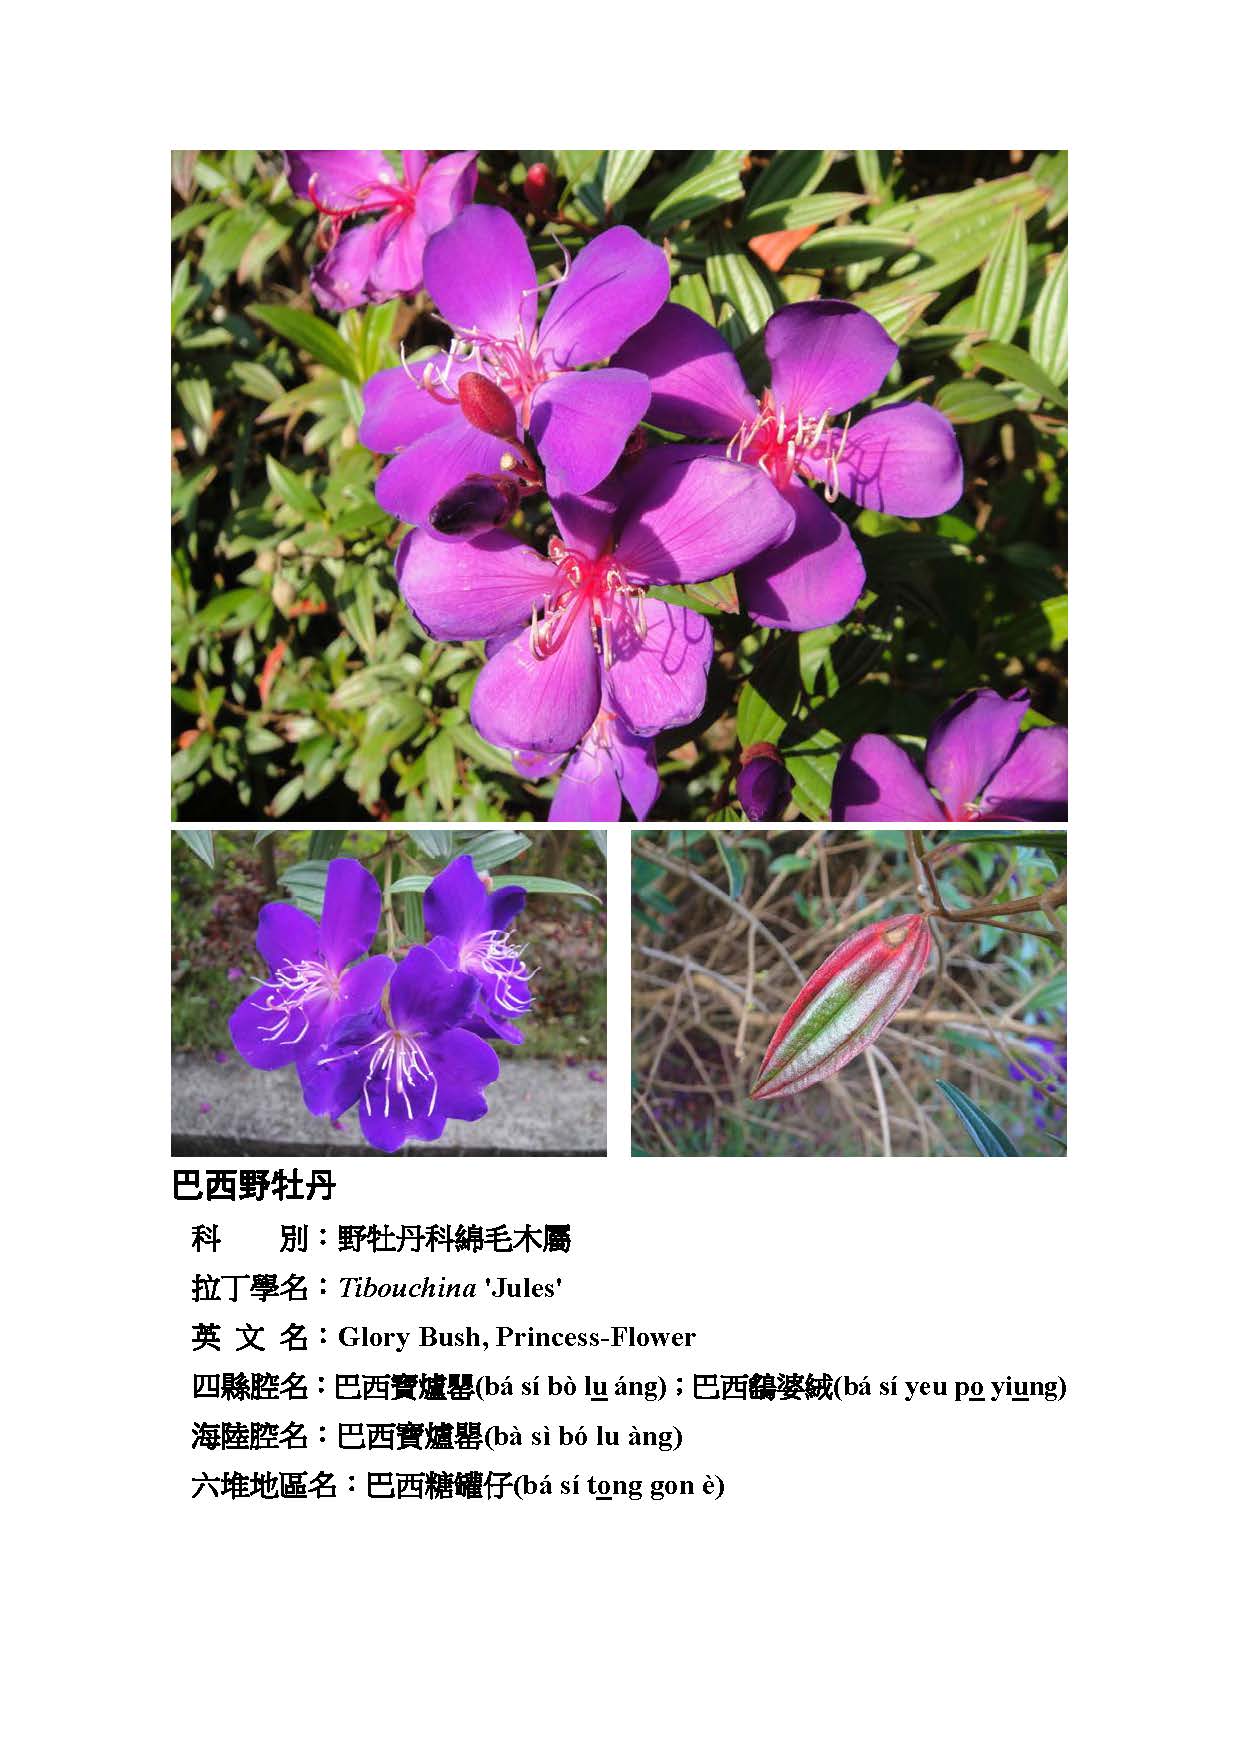 巴西野牡丹
科　　別：野牡丹科綿毛木屬
拉丁學名：Tibouchina 'Jules'
英 文 名：Glory Bush, Princess-Flower
四縣腔名：巴西寶爐罌(bá sí bò lu áng)；巴西鷂婆絨(bá sí yeu po yiung)
海陸腔名：巴西寶爐罌(bà sì bó lu àng)
六堆地區名：巴西糖罐仔(bá sí tong gon è)